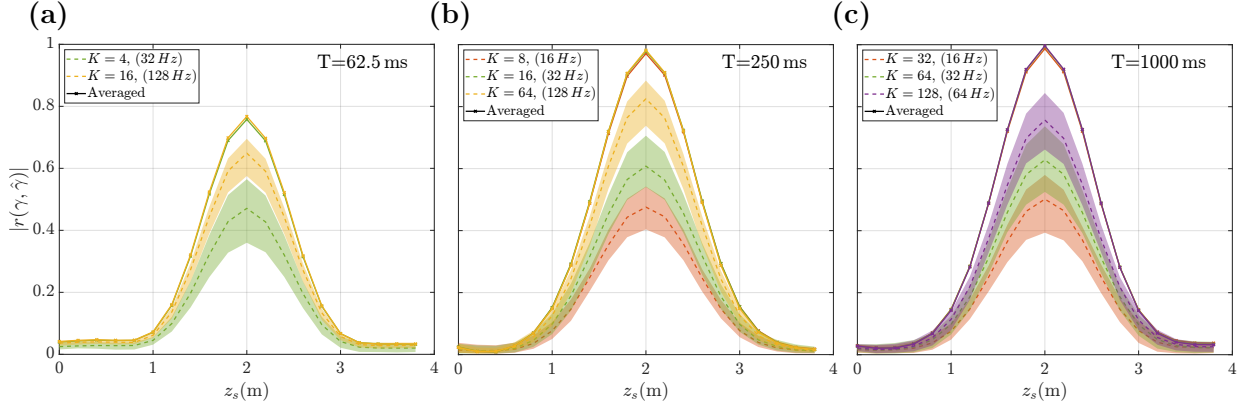 (a)
K = 4, (32 Hz)
K = 16, (128 Hz)
Averaged
T=62.5 ms
|r(γ, γ̂)|
1
0.8
0.6
0.4
0.2
0
0 1 2 3 4
z_s(m)
(b)
K = 8, (16 Hz)
K = 16, (32 Hz)
K = 64, (128 Hz)
Averaged
T=250 ms
0 1 2 3 4
z_s(m)
(c)
K = 32, (16 Hz)
K = 64, (32 Hz)
K = 128, (64 Hz)
Averaged
T=1000 ms
0 1 2 3 4
z_s(m)